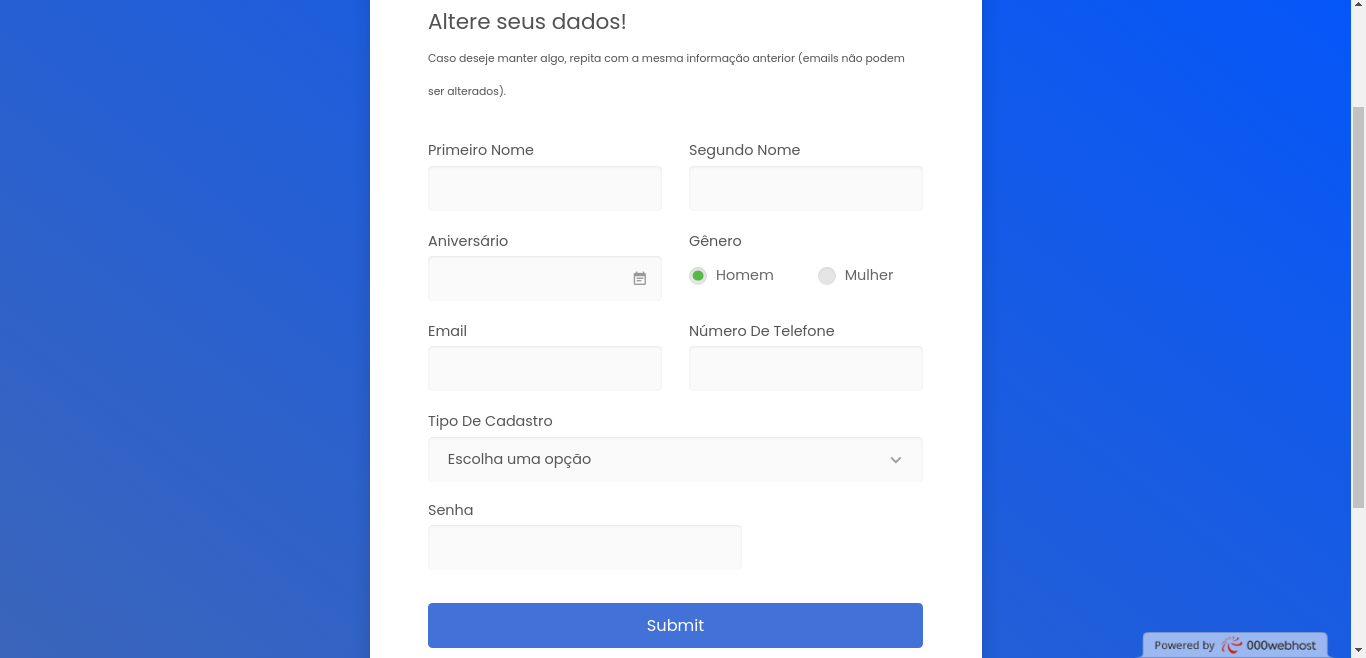 Altere seus dados!
Caso deseje manter algo, repita com a mesma informação anterior (emails não podem
ser alterados).
Primeiro Nome
Segundo Nome
Aniversário
Gênero
Homem
Mulher
Email
Número De Telefone
Tipo De Cadastro
Escolha uma opção
Senha
Submit
Powered by 000webhost